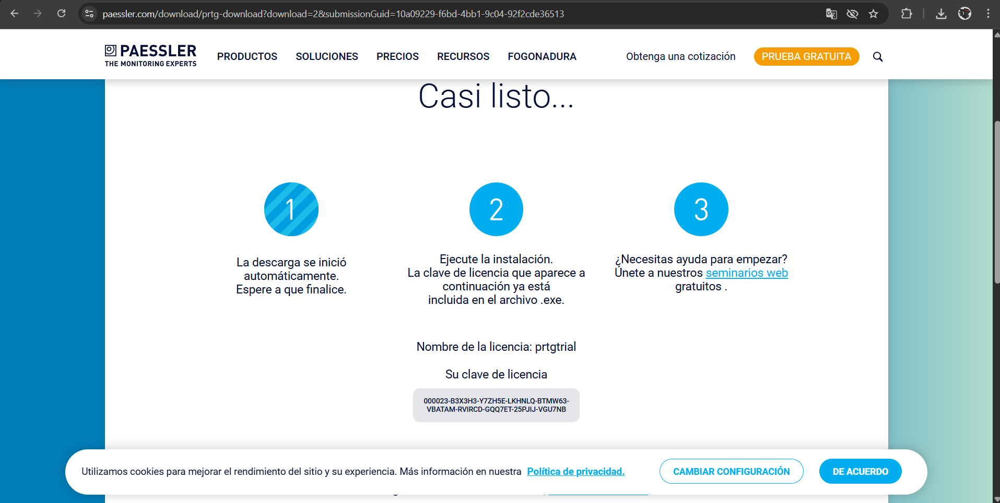 paessler.com/download/prtg-download?download=2&submissionGuid=10a09229-f6bd-4bb1-9c04-92f2cde36513
PAESSLER
THE MONITORING EXPERTS
PRODUCTOS
SOLUCIONES
PRECIOS
RECURSOS
FOGONADURA
Obtenga una cotización
PRUEBA GRATUITA
Casi listo...
1
La descarga se inició
automáticamente.
Espere a que finalice.
2
Ejecute la instalación.
La clave de licencia que aparece a
continuación ya está
incluida en el archivo .exe.
3
¿Necesitas ayuda para empezar?
Únete a nuestros seminarios web
gratuitos .
Nombre de la licencia: prtgtrial
Su clave de licencia
000023-B3X3H3-Y7ZH5E-LKHNLQ-BTMW63-
VBATAM-RVIRCD-GQQ7ET-25PJIJ-VGU7NB
Utilizamos cookies para mejorar el rendimiento del sitio y su experiencia. Más información en nuestra Política de privacidad.
CAMBIAR CONFIGURACIÓN
DE ACUERDO